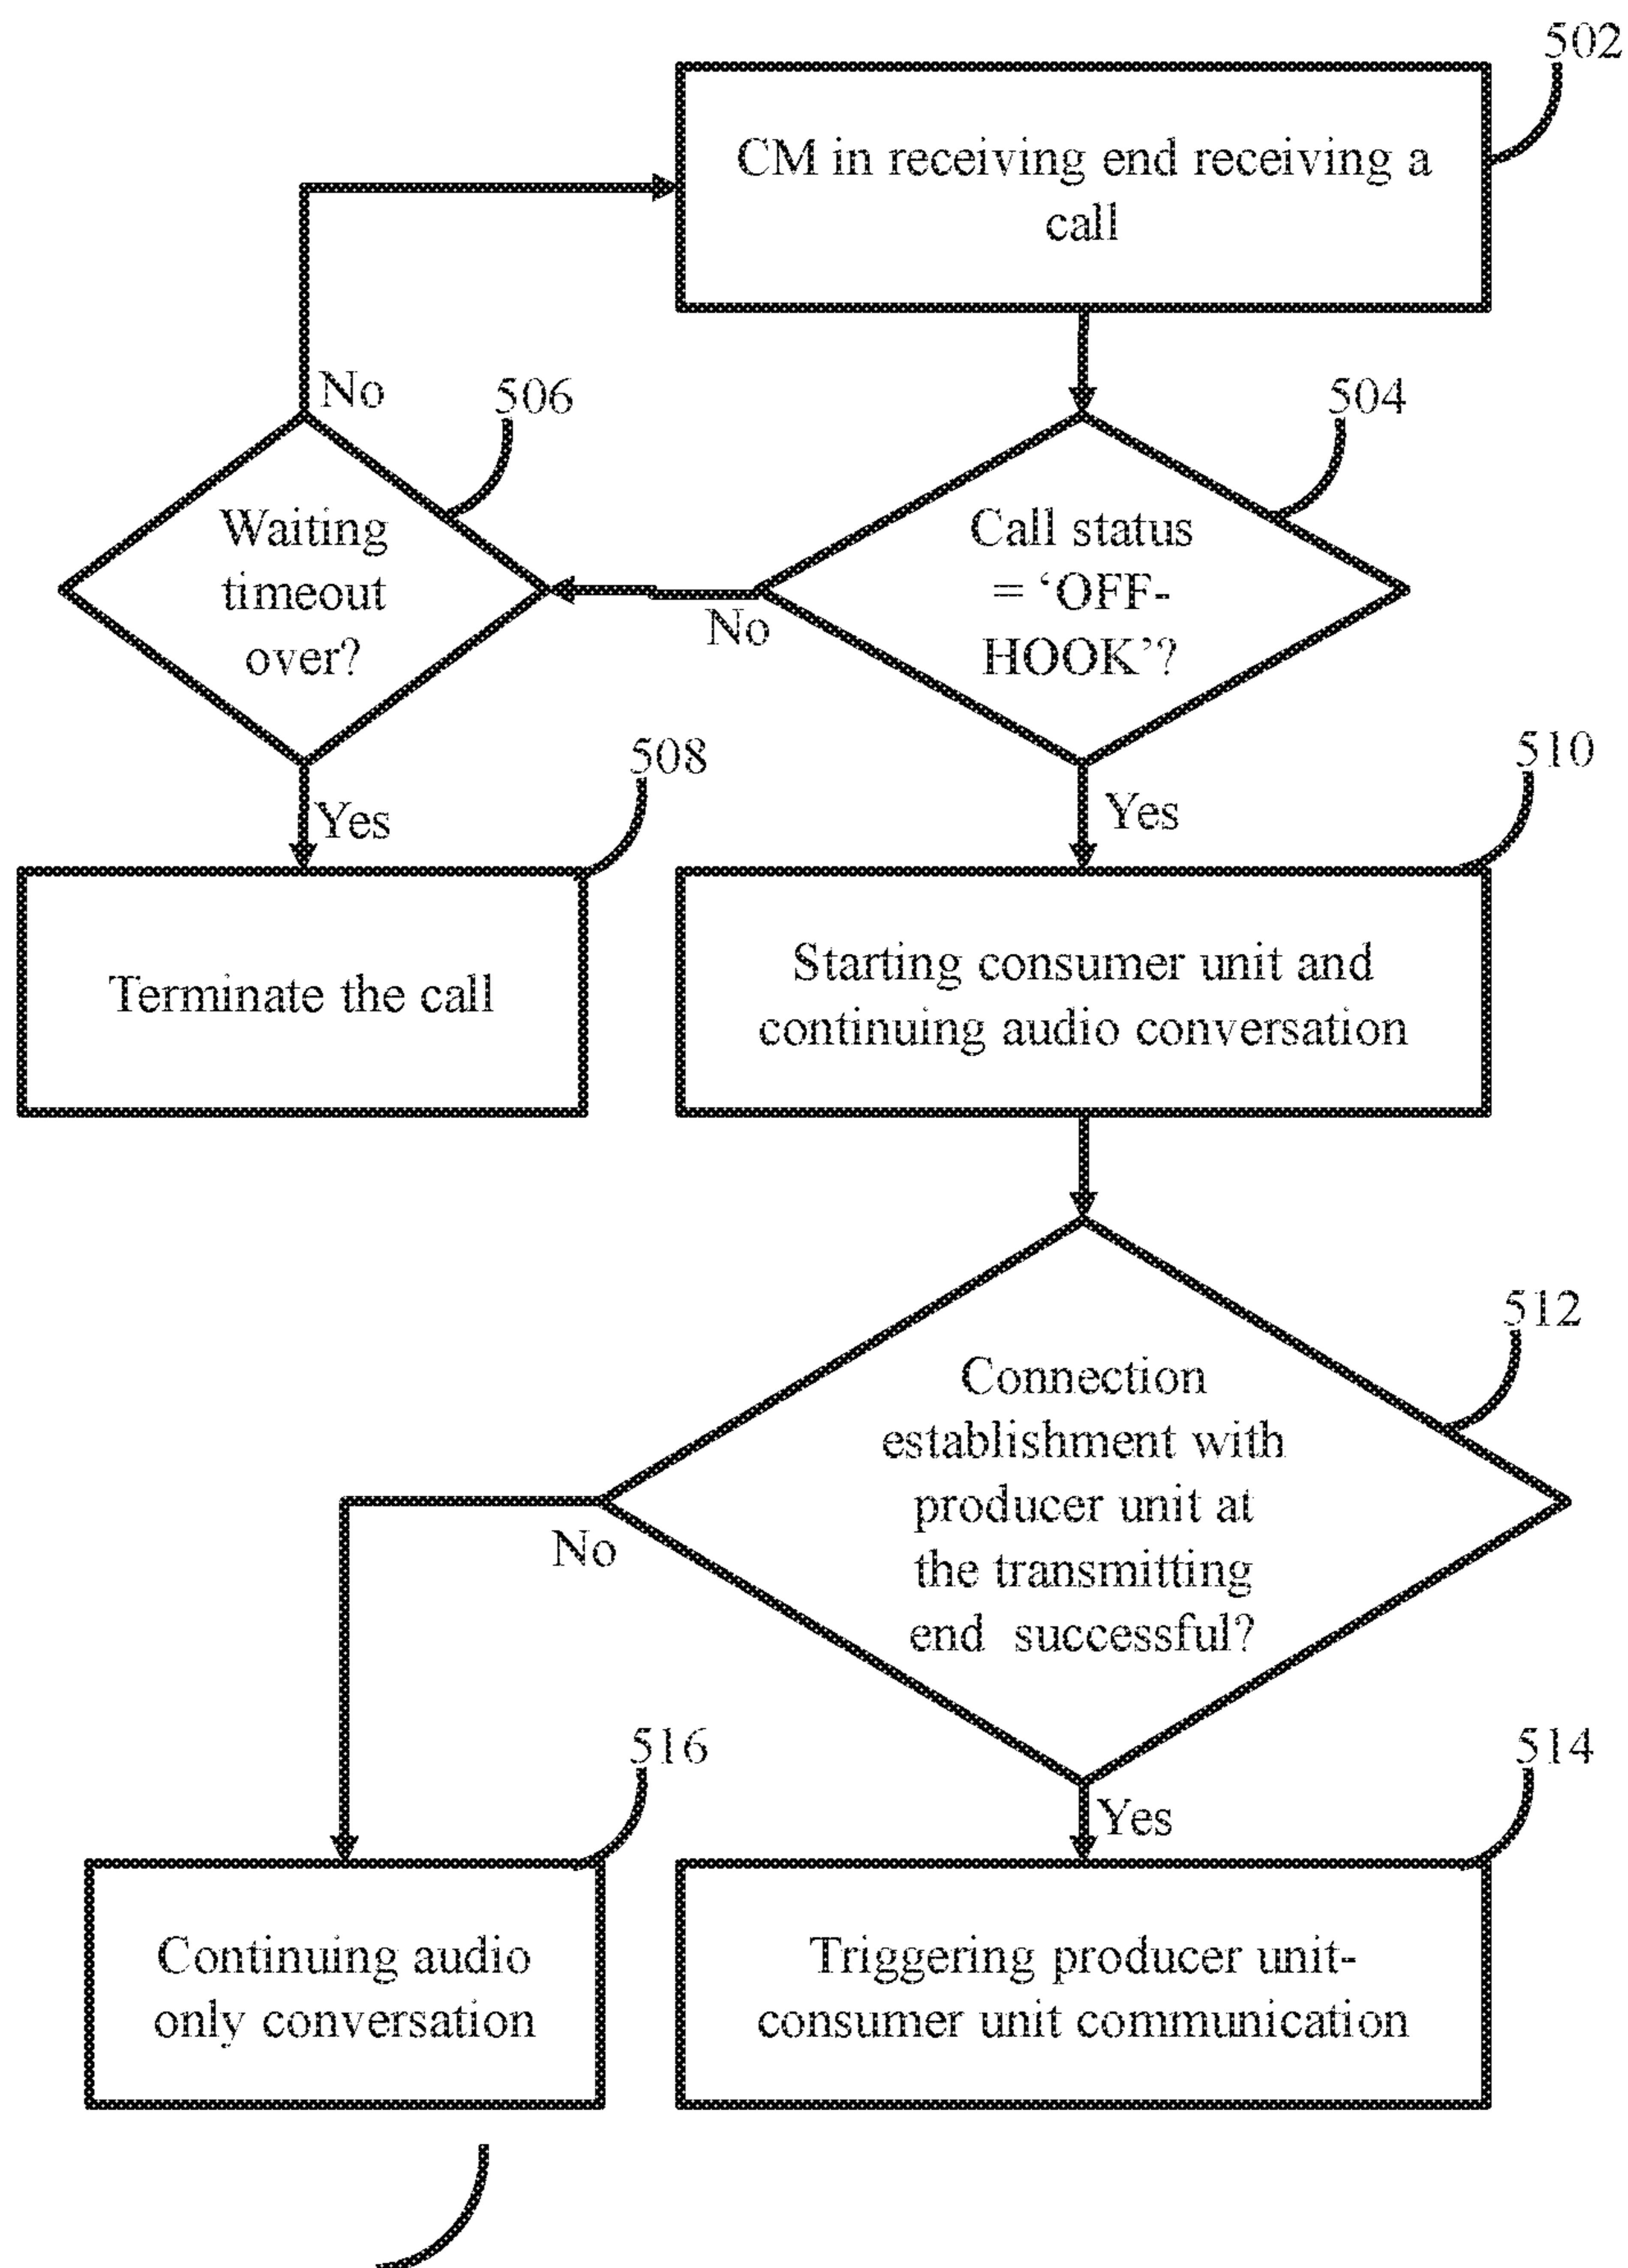 502
CM in receiving end receiving a
call
No
506
504
Waiting
timeout
over?
Call status
= ‘OFF-
HOOK’?
No
508
510
Yes
Yes
Terminate the call
Starting consumer unit and
continuing audio conversation
512
Connection
establishment with
producer unit at
the transmitting
end successful?
No
516
514
Yes
Continuing audio
only conversation
Triggering producer unit-
consumer unit communication